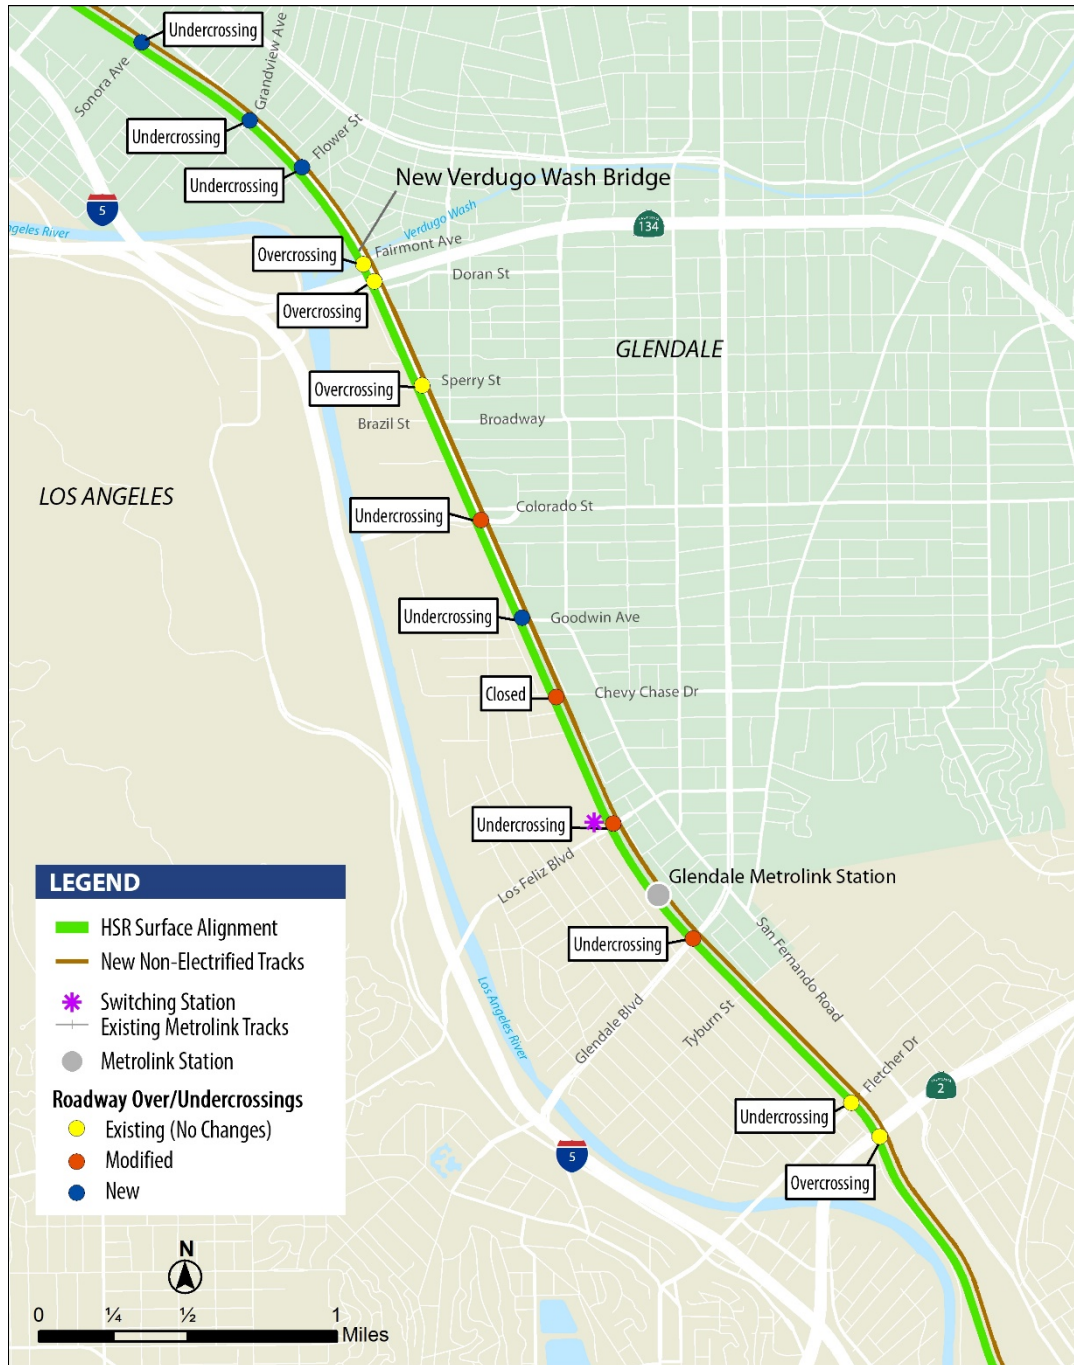 Undercrossing
Sonora Ave
Grandview Ave
Undercrossing
Flower St
Undercrossing
New Verdugo Wash Bridge
5
Verdugo Wash
134
ngeles River
Fairmont Ave
Overcrossing
Doran St
Overcrossing
GLENDALE
Sperry St
Overcrossing
Brazil St
Broadway
LOS ANGELES
Colorado St
Undercrossing
Undercrossing
Goodwin Ave
Closed
Chevy Chase Dr
Undercrossing
Los Feliz Blvd
Glendale Metrolink Station
Undercrossing
San Fernando Road
Los Angeles River
Glendale Blvd
Tyburn St
Fletcher Dr
2
Undercrossing
5
Overcrossing
LEGEND
HSR Surface Alignment
New Non-Electrified Tracks
Switching Station
Existing Metrolink Tracks
Metrolink Station
Roadway Over/Undercrossings
Existing (No Changes)
Modified
New
N
0 ¼ ½ 1
Miles